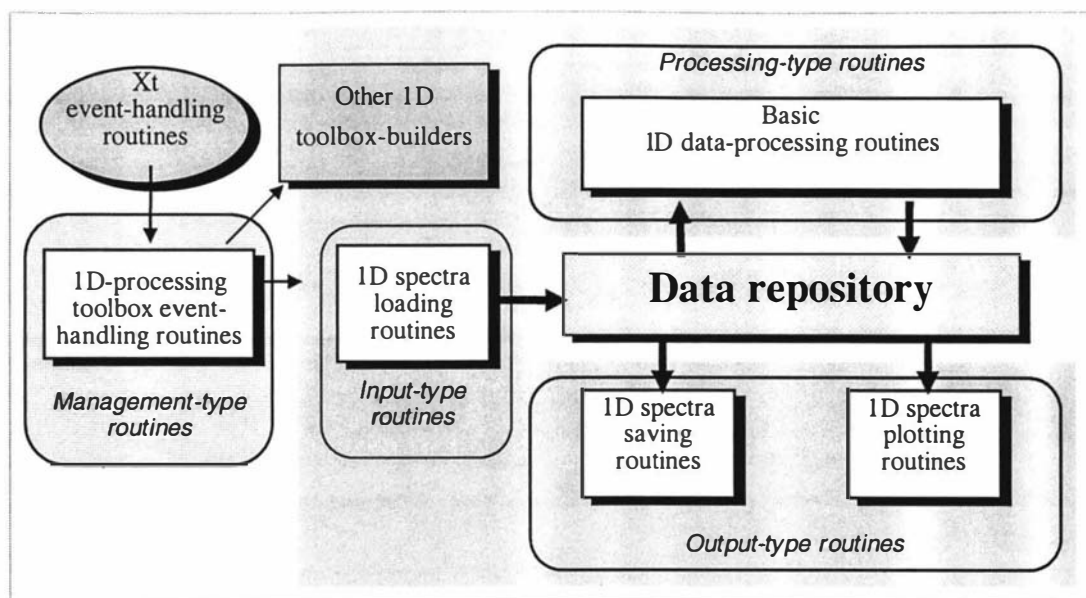 Xt
event-handling
routines
Other 1D
toolbox-builders
Processing-type routines
Basic
1D data-processing routines
1D-processing
toolbox event-
handling routines
Management-type
routines
1D spectra
loading
routines
Input-type
routines
Data repository
1D spectra
saving
routines
1D spectra
plotting
routines
Output-type routines